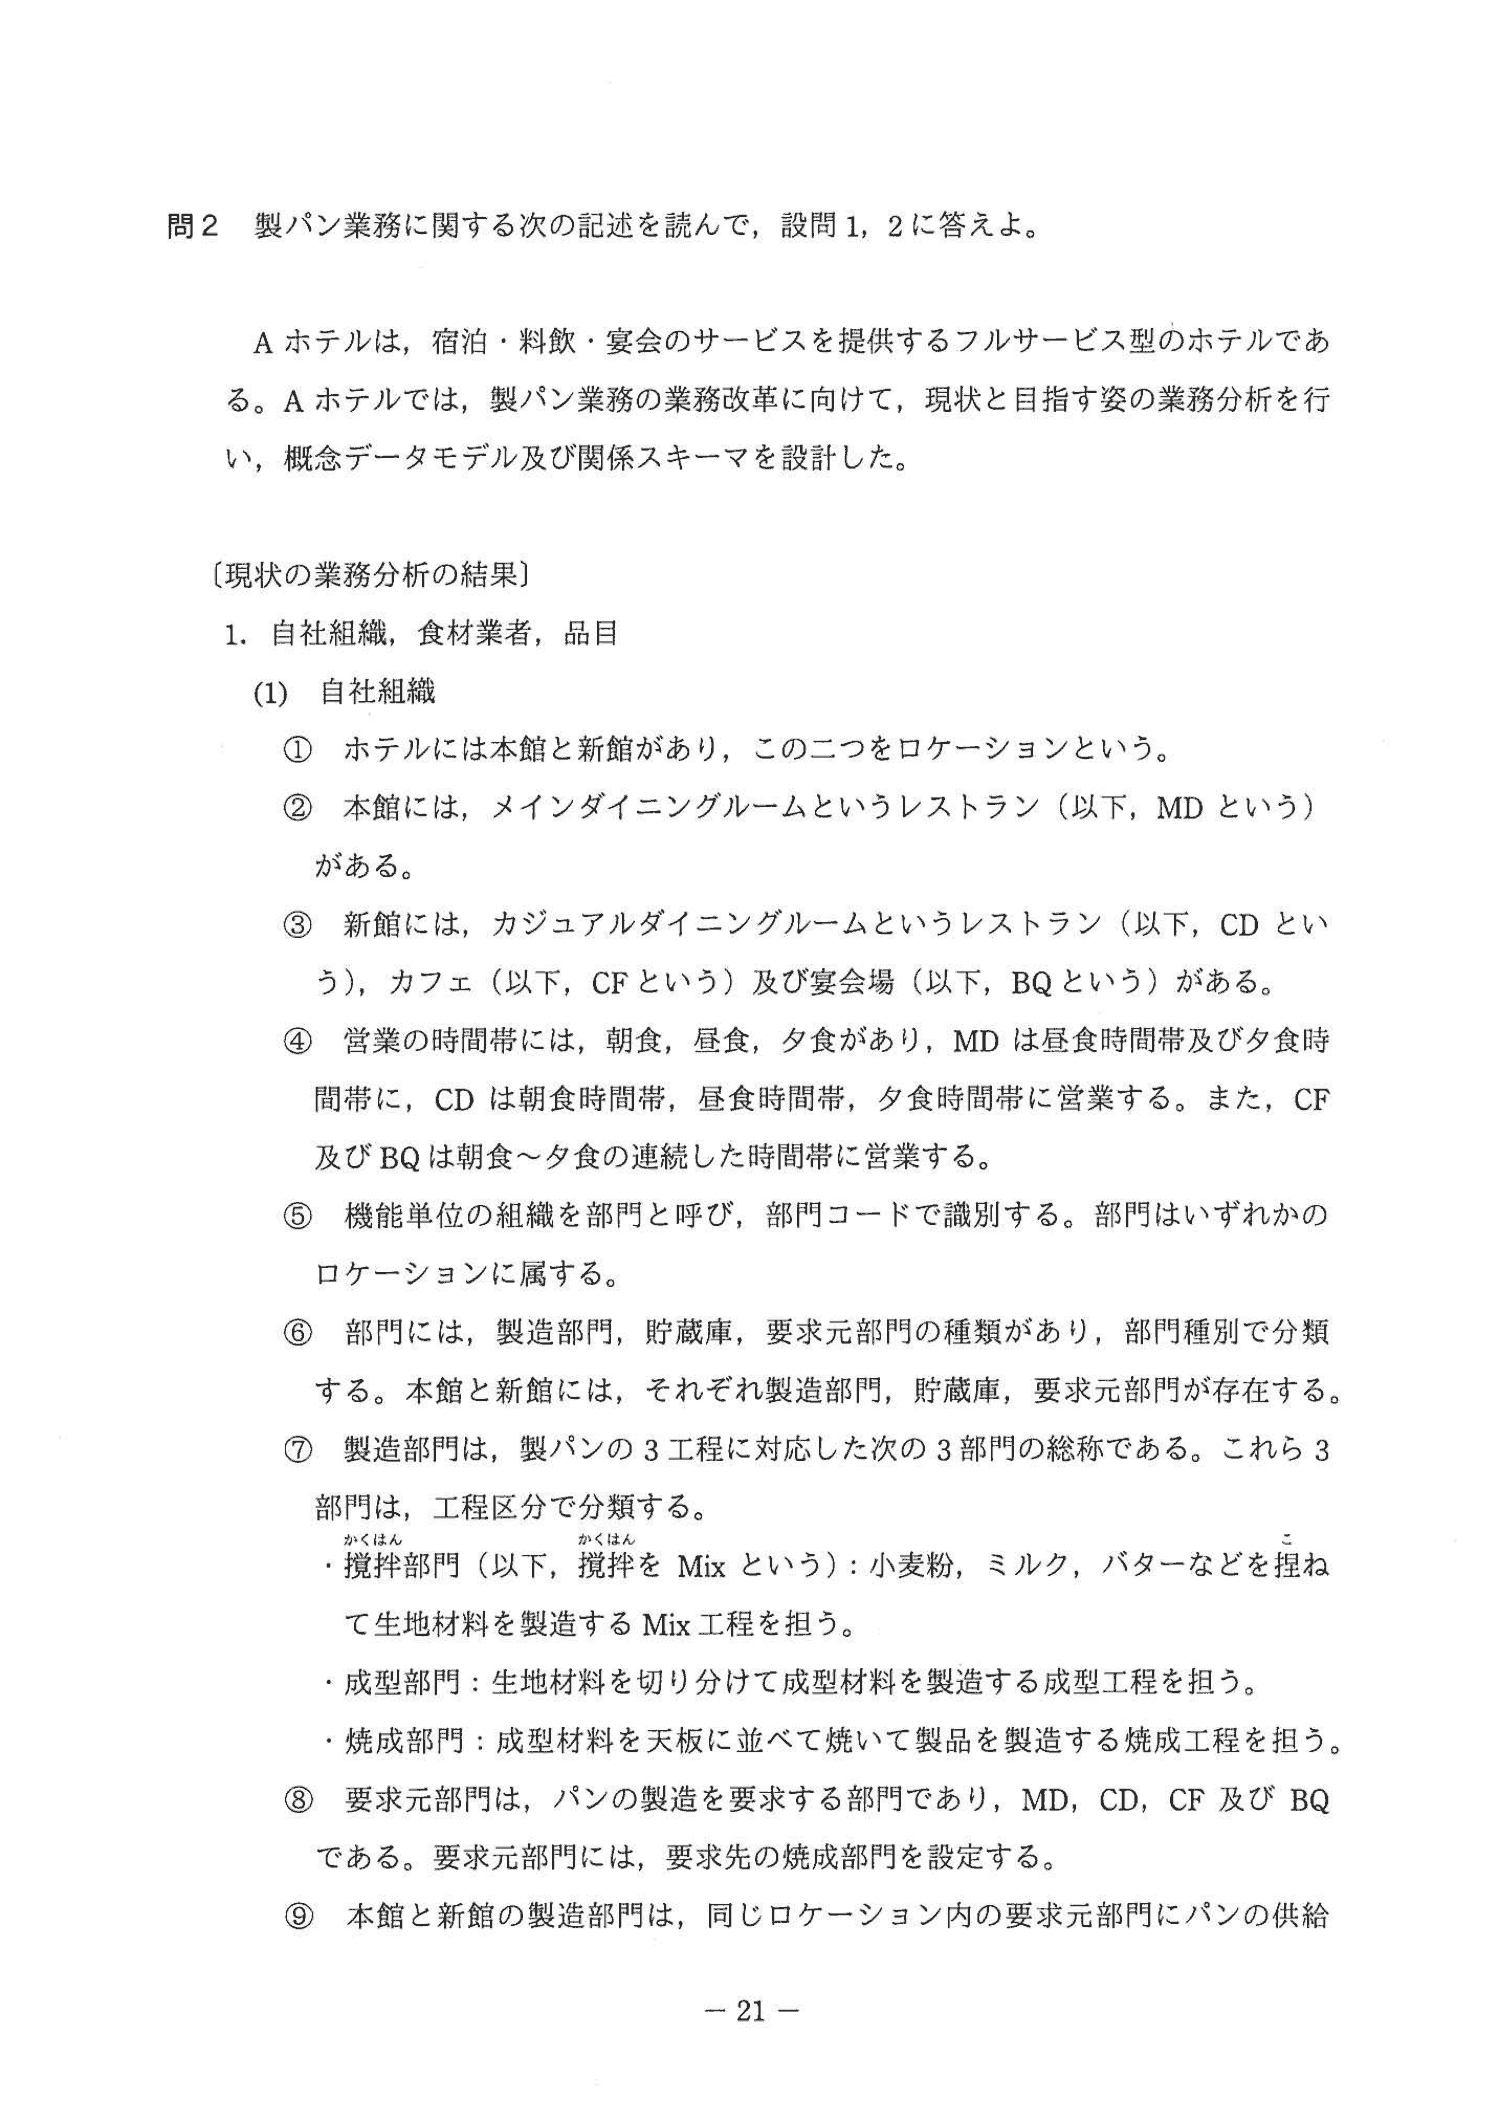 問2 製パン業務に関する次の記述を読んで，設問1，2に答えよ。
A ホテルは，宿泊・料飲・宴会のサービスを提供するフルサービス型のホテルであ
る。A ホテルでは，製パン業務の業務改革に向けて，現状と目指す姿の業務分析を行
い，概念データモデル及び関係スキーマを設計した。
〔現状の業務分析の結果〕
1．自社組織，食材業者，品目
(1) 自社組織
① ホテルには本館と新館があり，この二つをロケーションという。
② 本館には，メインダイニングルームというレストラン（以下，MD という）
がある。
③ 新館には，カジュアルダイニングルームというレストラン（以下，CD とい
う），カフェ（以下，CF という）及び宴会場（以下，BQ という）がある。
④ 営業の時間帯には，朝食，昼食，夕食があり，MD は昼食時間帯及び夕食時
間帯に，CD は朝食時間帯，昼食時間帯，夕食時間帯に営業する。また，CF
及び BQ は朝食～夕食の連続した時間帯に営業する。
⑤ 機能単位の組織を部門と呼び，部門コードで識別する。部門はいずれかの
ロケーションに属する。
⑥ 部門には，製造部門，貯蔵庫，要求元部門の種類があり，部門種別で分類
する。本館と新館には，それぞれ製造部門，貯蔵庫，要求元部門が存在する。
⑦ 製造部門は，製パンの 3 工程に対応した次の 3 部門の総称である。これら 3
部門は，工程区分で分類する。
かくはん かくはん こ
・攪拌部門（以下，攪拌を Mix という）：小麦粉，ミルク，バターなどを捏ね
て生地材料を製造する Mix 工程を担う。
・成型部門：生地材料を切り分けて成型材料を製造する成型工程を担う。
・焼成部門：成型材料を天板に並べて焼いて製品を製造する焼成工程を担う。
⑧ 要求元部門は，パンの製造を要求する部門であり，MD，CD，CF 及び BQ
である。要求元部門には，要求先の焼成部門を設定する。
⑨ 本館と新館の製造部門は，同じロケーション内の要求元部門にパンの供給
－ 21 －